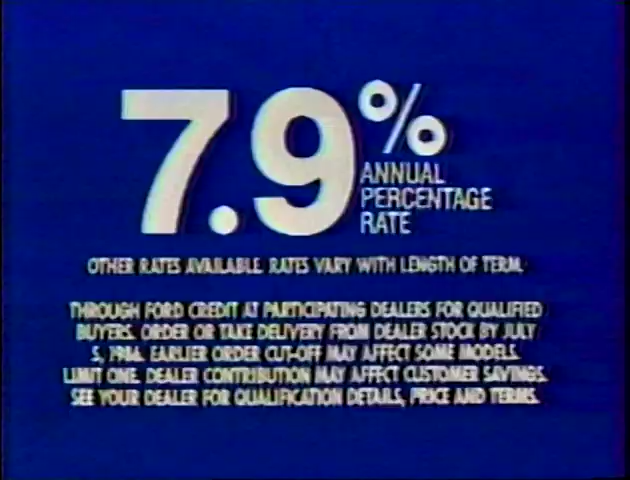 7.9%
ANNUAL
PERCENTAGE
RATE
OTHER RATES AVAILABLE. RATES VARY WITH LENGTH OF TERM.
THROUGH FORD CREDIT AT PARTICIPATING DEALERS FOR QUALIFIED
BUYERS. ORDER OR TAKE DELIVERY FROM DEALER STOCK BY JULY
5, 1986. EARLIER ORDER CUT-OFF MAY AFFECT SOME MODELS.
LIMIT ONE. DEALER CONTRIBUTION MAY AFFECT CUSTOMER SAVINGS.
SEE YOUR DEALER FOR QUALIFICATION DETAILS, PRICE AND TERMS.